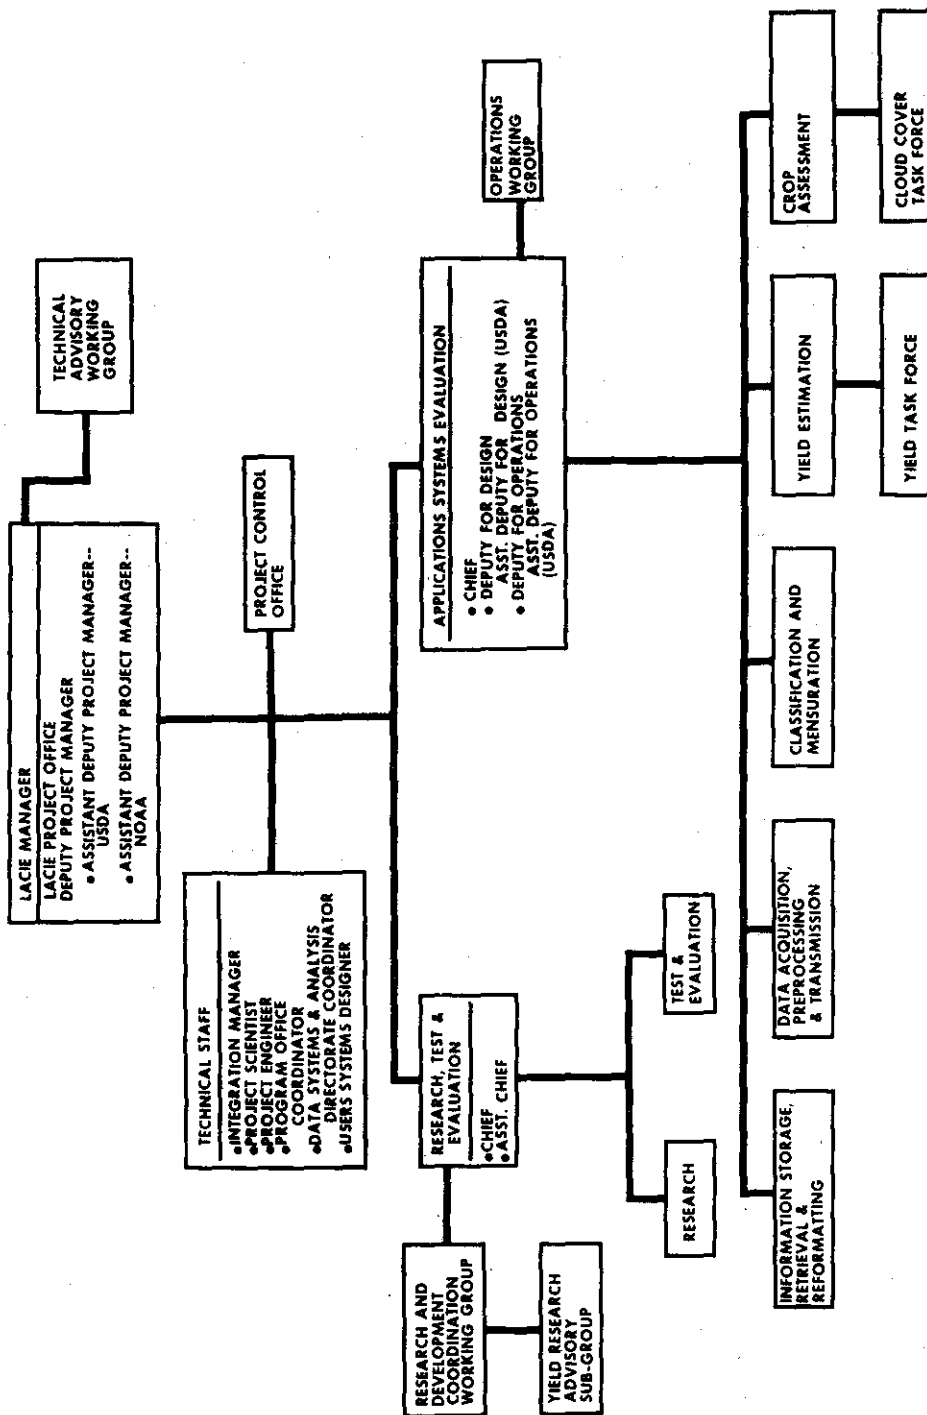 LACIE MANAGER
LACIE PROJECT OFFICE
DEPUTY PROJECT MANAGER
• ASSISTANT DEPUTY PROJECT MANAGER--
USDA
• ASSISTANT DEPUTY PROJECT MANAGER--
NOAA
TECHNICAL
ADVISORY
WORKING
GROUP
TECHNICAL STAFF
• INTEGRATION MANAGER
• PROJECT SCIENTIST
• PROJECT ENGINEER
• PROGRAM OFFICE
COORDINATOR
• DATA SYSTEMS & ANALYSIS
DIRECTORATE COORDINATOR
• USERS SYSTEMS DESIGNER
PROJECT CONTROL
OFFICE
RESEARCH AND
DEVELOPMENT
COORDINATION
WORKING GROUP
YIELD RESEARCH
ADVISORY
SUB-GROUP
RESEARCH, TEST &
EVALUATION
• CHIEF
• ASST. CHIEF
APPLICATIONS SYSTEMS EVALUATION
• CHIEF
• DEPUTY FOR DESIGN
ASST. DEPUTY FOR DESIGN (USDA)
• DEPUTY FOR OPERATIONS
ASST. DEPUTY FOR OPERATIONS
(USDA)
OPERATIONS
WORKING
GROUP
RESEARCH
TEST &
EVALUATION
INFORMATION STORAGE,
RETRIEVAL &
REFORMATTING
DATA ACQUISITION,
PREPROCESSING
& TRANSMISSION
CLASSIFICATION AND
MENSURATION
YIELD ESTIMATION
CROP
ASSESSMENT
YIELD TASK FORCE
CLOUD COVER
TASK FORCE